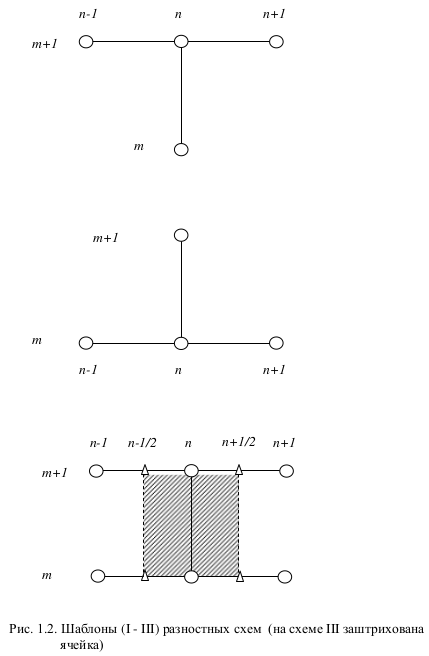 n-1 n n+1
m+1
m
m+1
m
n-1 n n+1
n-1 n-1/2 n n+1/2 n+1
m+1
m
Рис. 1.2. Шаблоны (I - III) разностных схем (на схеме III заштрихована
ячейка)